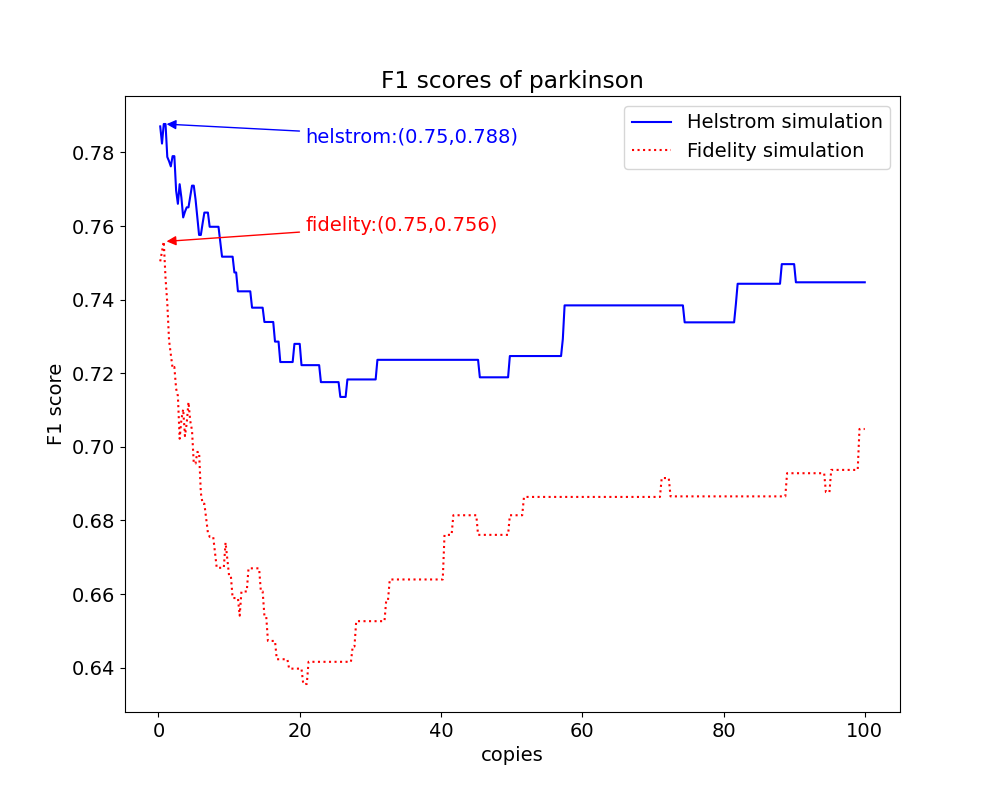 F1 scores of parkinson
helstrom:(0.75,0.788)
fidelity:(0.75,0.756)
Helstrom simulation
Fidelity simulation
F1 score
0.78
0.76
0.74
0.72
0.70
0.68
0.66
0.64
0 20 40 60 80 100
copies